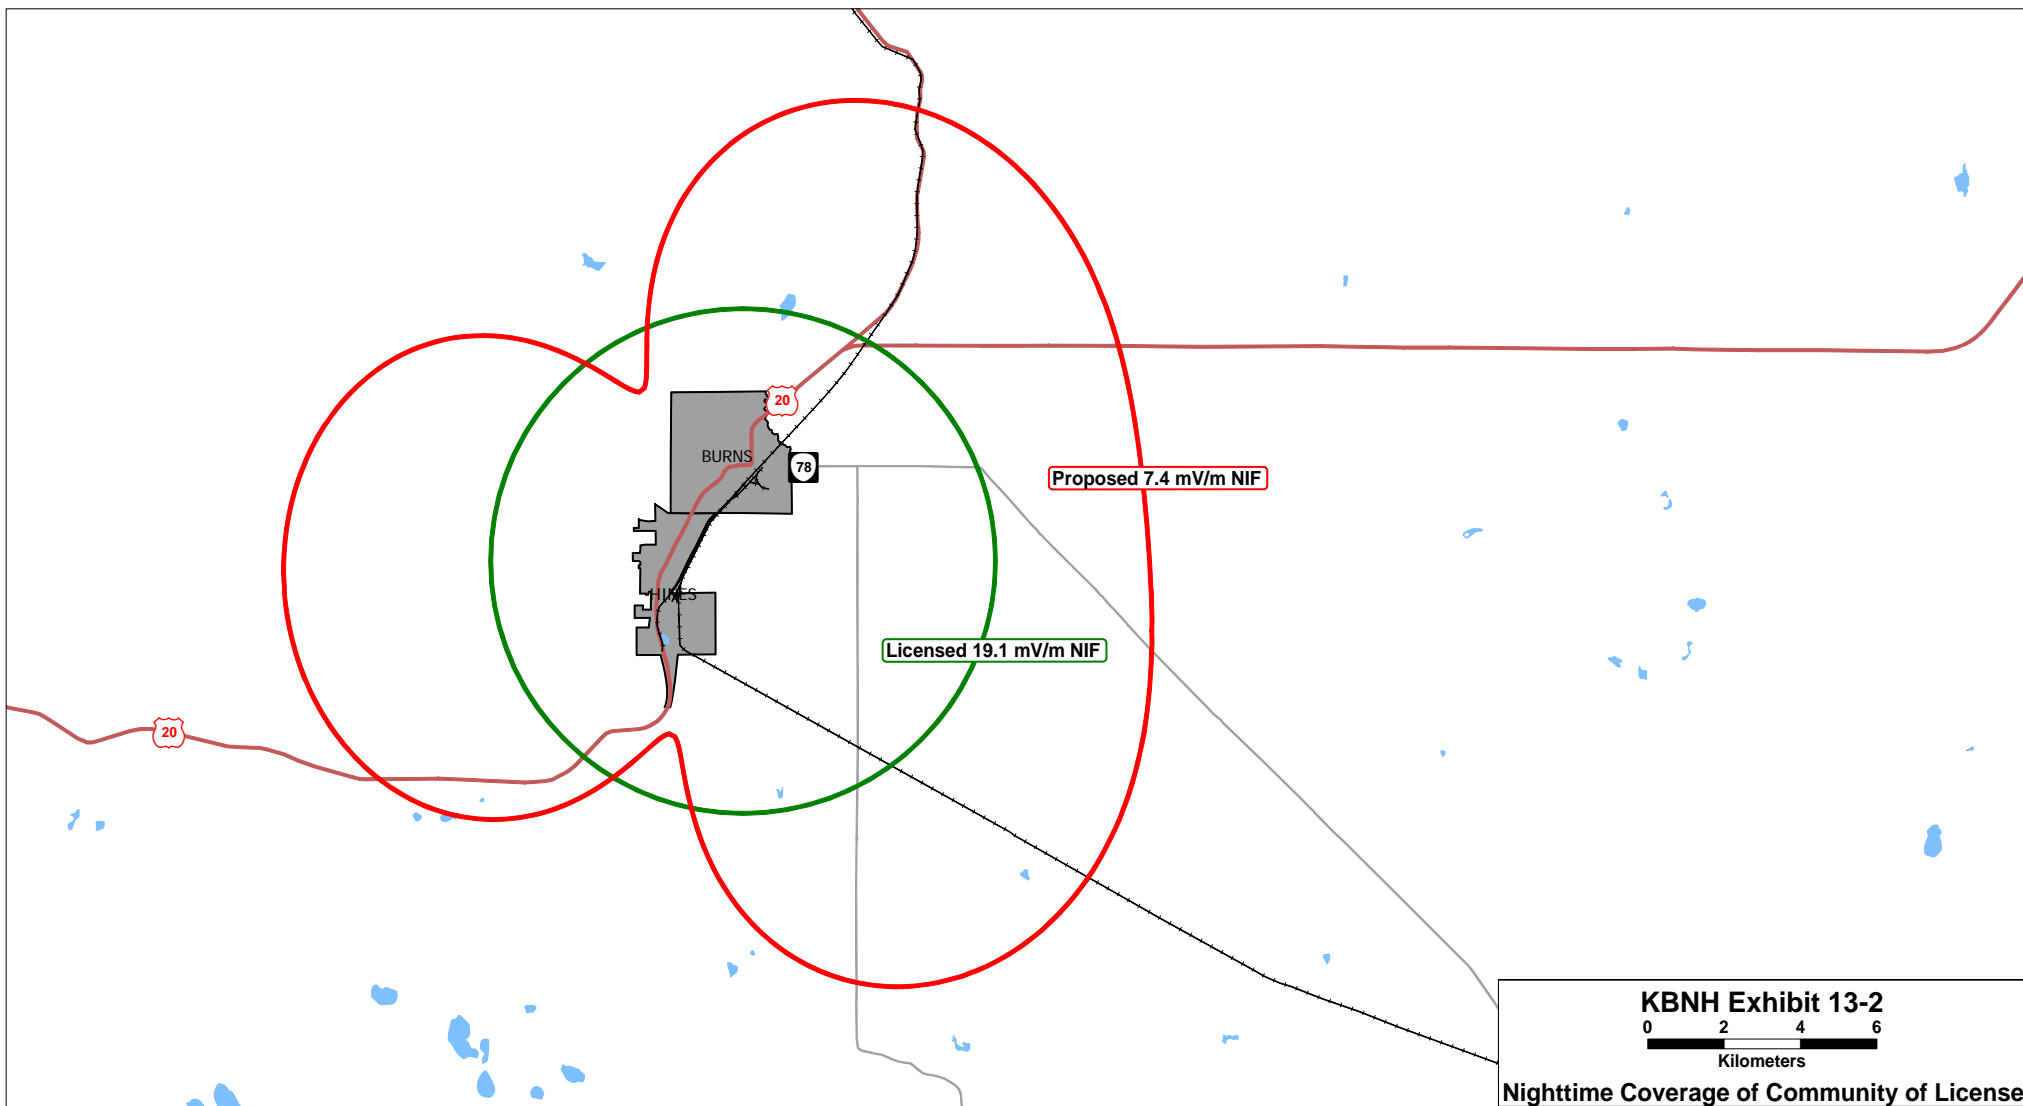 20
BURNS
78
Proposed 7.4 mV/m NIF
HINES
Licensed 19.1 mV/m NIF
20
KBNH Exhibit 13-2
0 2 4 6
Kilometers
Nighttime Coverage of Community of License